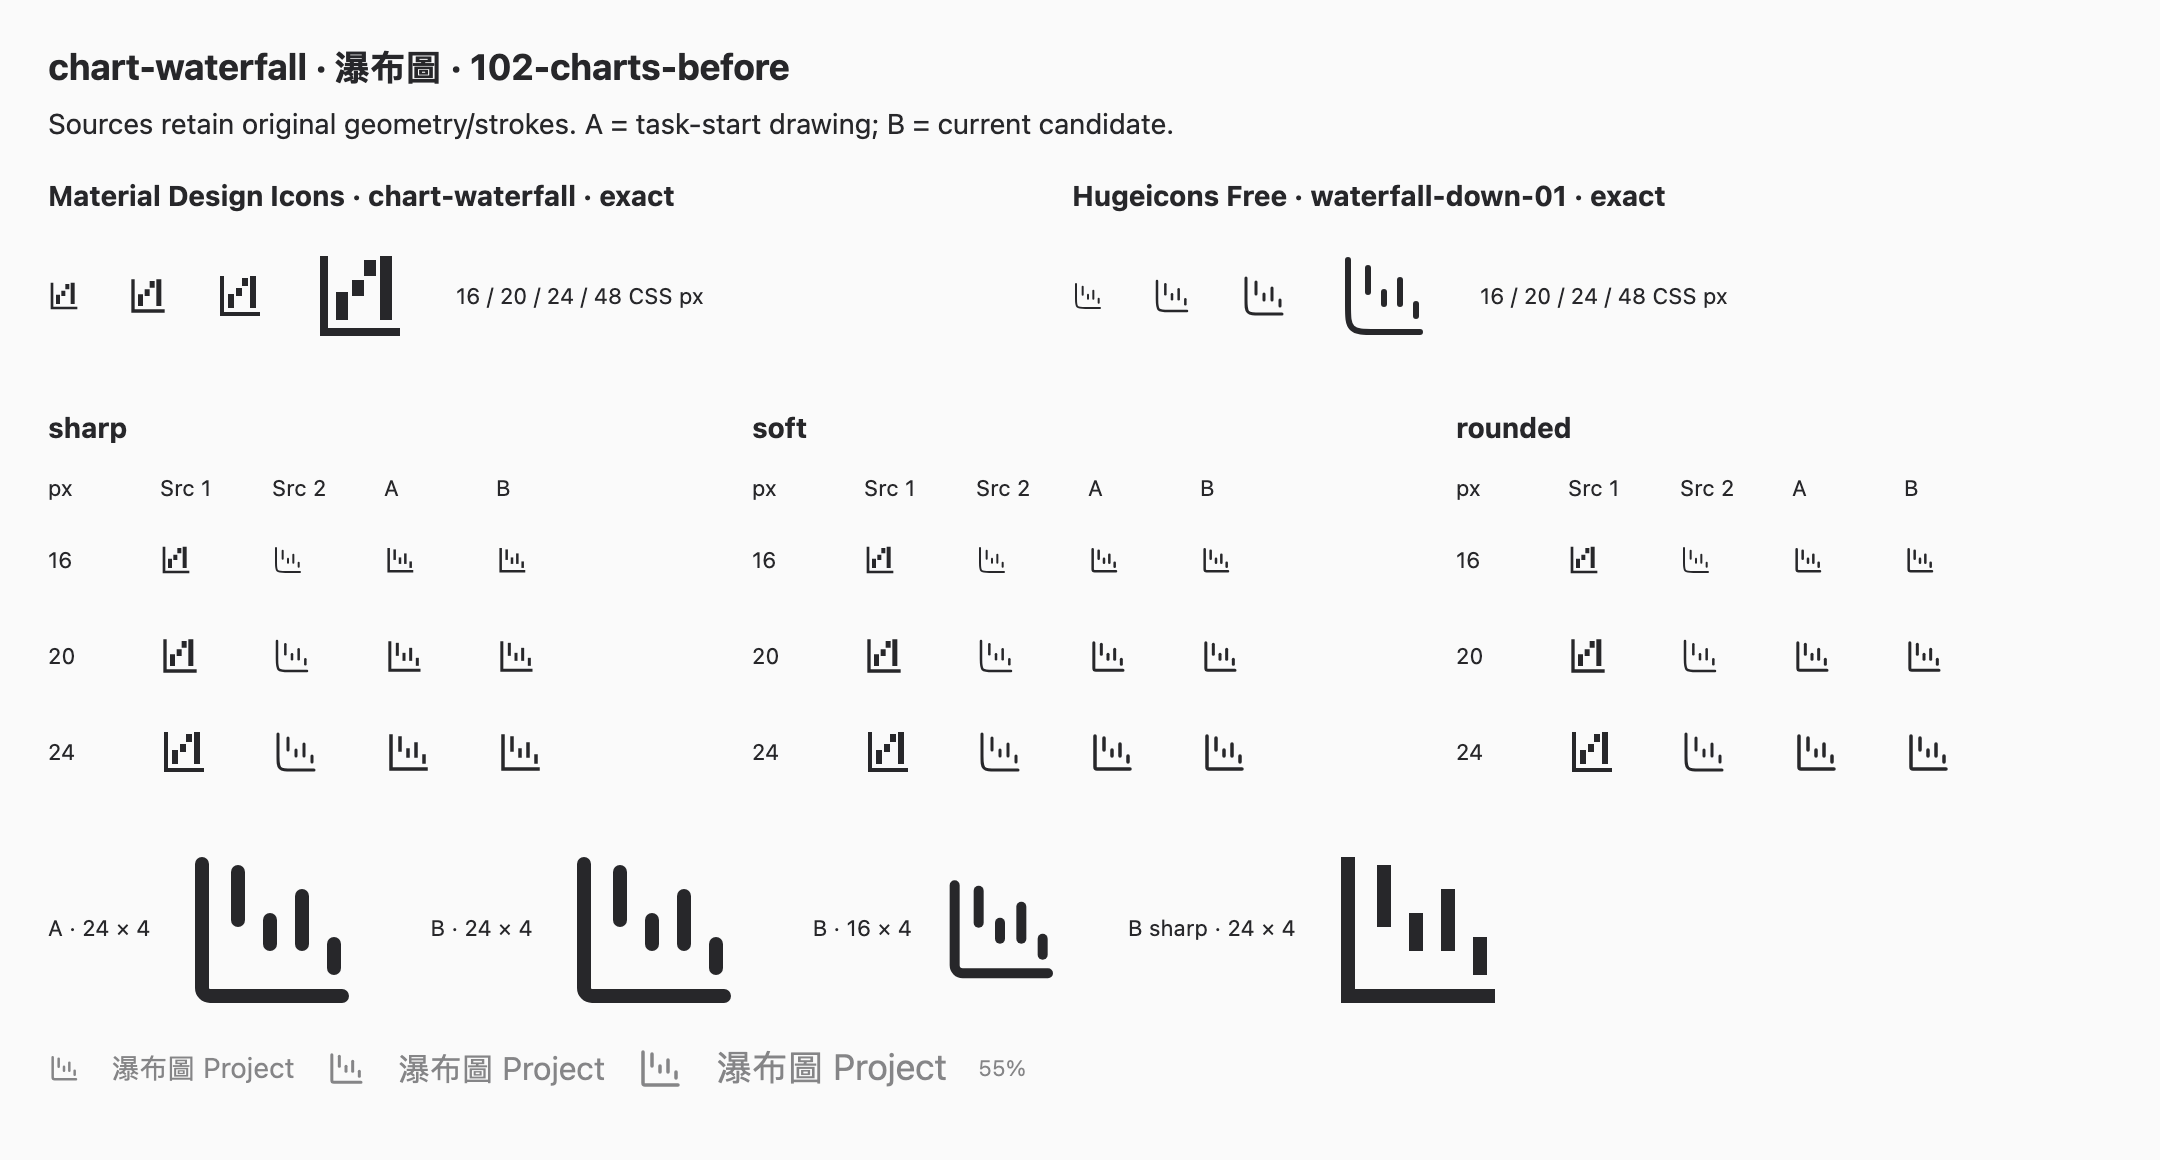 chart-waterfall · 瀑布圖 · 102-charts-before
Sources retain original geometry/strokes. A = task-start drawing; B = current candidate.
Material Design Icons · chart-waterfall · exact
16 / 20 / 24 / 48 CSS px
Hugeicons Free · waterfall-down-01 · exact
16 / 20 / 24 / 48 CSS px
sharp
px Src 1 Src 2 A B
16
20
24
soft
px Src 1 Src 2 A B
16
20
24
rounded
px Src 1 Src 2 A B
16
20
24
A · 24 × 4 B · 24 × 4 B · 16 × 4 B sharp · 24 × 4
瀑布圖 Project 瀑布圖 Project 瀑布圖 Project 55%